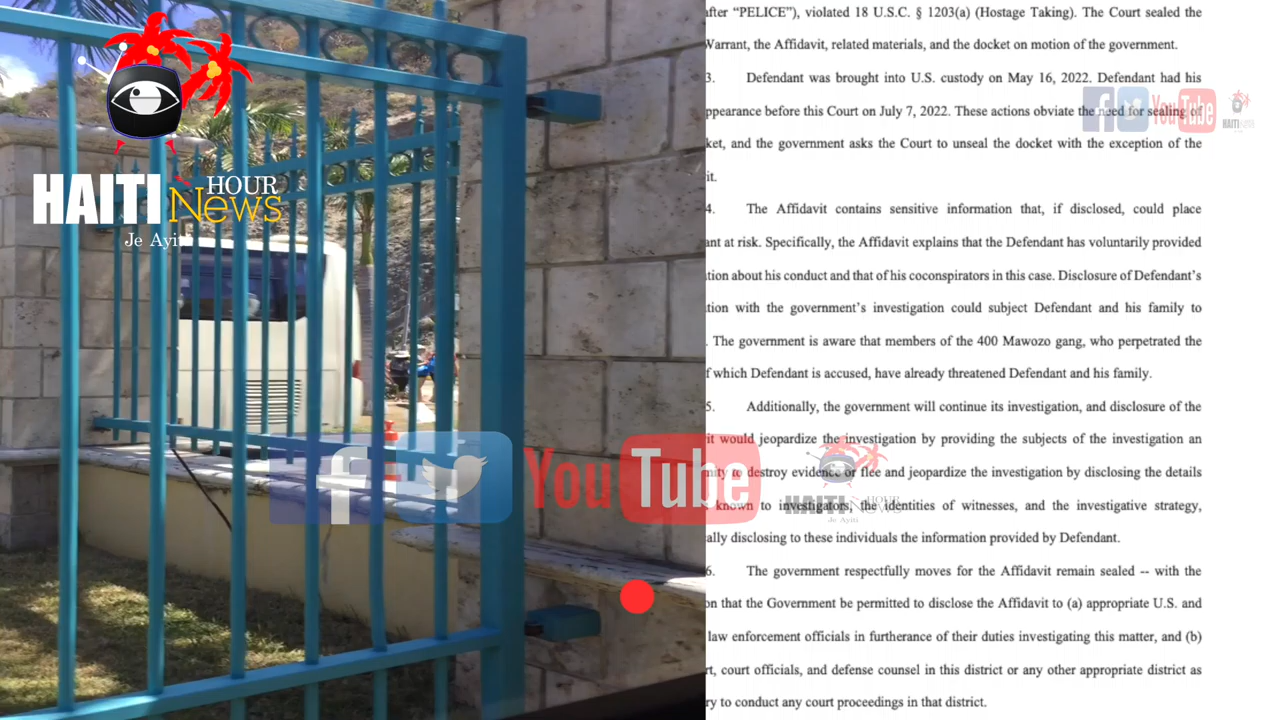 HAITI HOUR
News
Je Ayiti
"PELICE"), violated 18 U.S.C. § 1203(a) (Hostage Taking). The Court sealed the
Warrant, the Affidavit, related materials, and the docket on motion of the government.
3. Defendant was brought into U.S. custody on May 16, 2022. Defendant had his
before this Court on July 7, 2022. These actions obviate the need for sealing of
and the government asks the Court to unseal the docket with the exception of the
4. The Affidavit contains sensitive information that, if disclosed, could place
at risk. Specifically, the Affidavit explains that the Defendant has voluntarily provided
about his conduct and that of his coconspirators in this case. Disclosure of Defendant's
with the government's investigation could subject Defendant and his family to
. The government is aware that members of the 400 Mawozo gang, who perpetrated the
which Defendant is accused, have already threatened Defendant and his family.
5. Additionally, the government will continue its investigation, and disclosure of the
would jeopardize the investigation by providing the subjects of the investigation an
to destroy evidence or flee and jeopardize the investigation by disclosing the details
known to investigators, the identities of witnesses, and the investigative strategy,
disclosing to these individuals the information provided by Defendant.
6. The government respectfully moves for the Affidavit remain sealed -- with the
that the Government be permitted to disclose the Affidavit to (a) appropriate U.S. and
law enforcement officials in furtherance of their duties investigating this matter, and (b)
court officials, and defense counsel in this district or any other appropriate district as
to conduct any court proceedings in that district.
f YouTube
HAITI HOUR
News
Je Ayiti
f YouTube